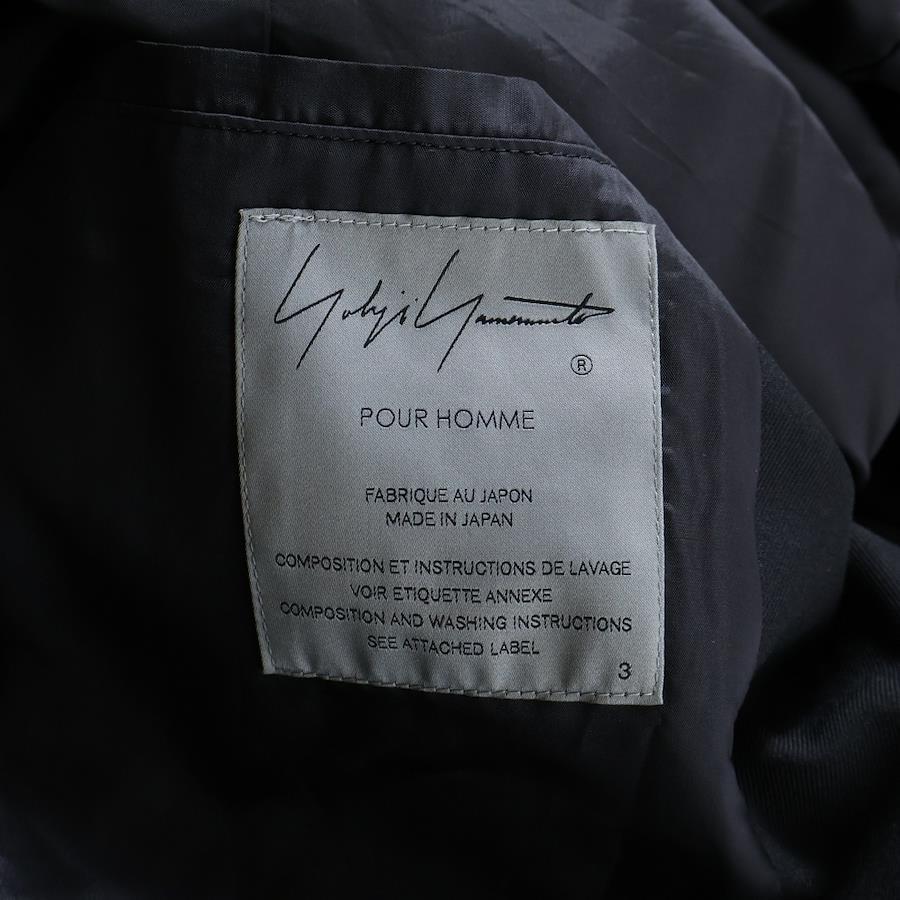 Yohji Yamamoto
®
POUR HOMME
FABRIQUE AU JAPON
MADE IN JAPAN
COMPOSITION ET INSTRUCTIONS DE LAVAGE
VOIR ETIQUETTE ANNEXE
COMPOSITION AND WASHING INSTRUCTIONS
SEE ATTACHED LABEL
3